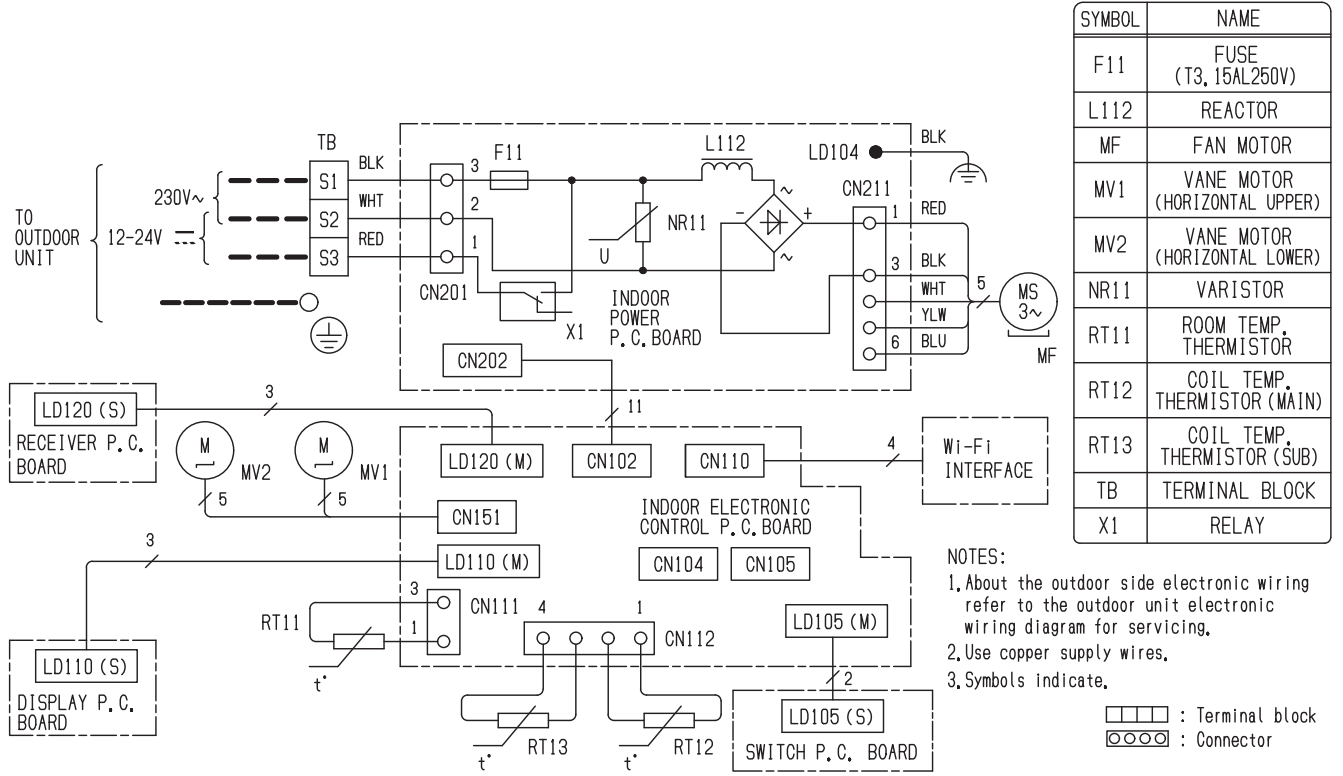 SYMBOL NAME
F11 FUSE
(T3.15AL250V)
L112 REACTOR
MF FAN MOTOR
MV1 VANE MOTOR
(HORIZONTAL UPPER)
MV2 VANE MOTOR
(HORIZONTAL LOWER)
NR11 VARISTOR
RT11 ROOM TEMP.
THERMISTOR
RT12 COIL TEMP.
THERMISTOR (MAIN)
RT13 COIL TEMP.
THERMISTOR (SUB)
TB TERMINAL BLOCK
X1 RELAY
TO
OUTDOOR
UNIT
230V~
12-24V ⎓
TB
S1
S2
S3
BLK
WHT
RED
CN201
3
2
1
F11
L112
NR11
U
X1
~
-
+
~
INDOOR
POWER
P.C.BOARD
LD104
BLK
CN211
1
3
6
RED
BLK
WHT
YLW
BLU
5
MS
3~
MF
CN202
11
LD120 (S)
RECEIVER P.C.
BOARD
3
M
MV2
5
M
MV1
5
LD120 (M)
CN102
CN110
4
Wi-Fi
INTERFACE
CN151
INDOOR ELECTRONIC
CONTROL P.C.BOARD
LD110 (M)
CN104
CN105
3
LD110 (S)
DISPLAY P.C.
BOARD
RT11
t°
3
1
CN111
4
1
CN112
RT13
t°
RT12
t°
LD105 (M)
2
LD105 (S)
SWITCH P.C. BOARD
NOTES:
1.About the outdoor side electronic wiring
refer to the outdoor unit electronic
wiring diagram for servicing.
2.Use copper supply wires.
3.Symbols indicate.
: Terminal block
: Connector